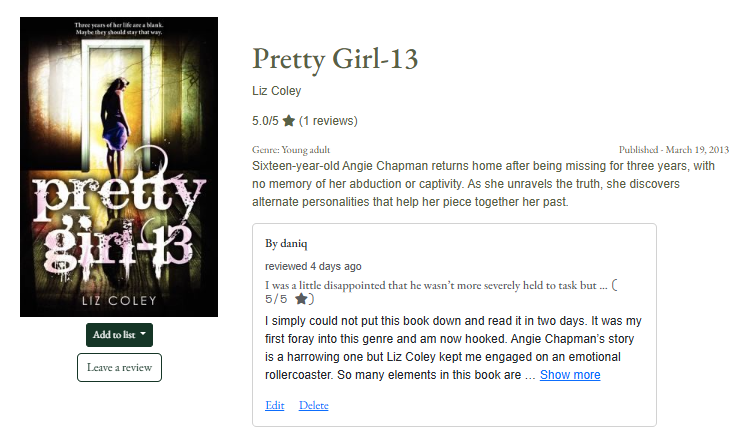 Three years of her life are a blank.
Maybe they should stay that way.
pretty
girl-13
LIZ COLEY
Add to list
Leave a review
Pretty Girl-13
Liz Coley
5.0/5 (1 reviews)
Genre: Young adult
Published - March 19, 2013
Sixteen-year-old Angie Chapman returns home after being missing for three years, with
no memory of her abduction or captivity. As she unravels the truth, she discovers
alternate personalities that help her piece together her past.
By daniq
reviewed 4 days ago
I was a little disappointed that he wasn't more severely held to task but ... (
5/5 )
I simply could not put this book down and read it in two days. It was my
first foray into this genre and am now hooked. Angie Chapman's story
is a harrowing one but Liz Coley kept me engaged on an emotional
rollercoaster. So many elements in this book are ... Show more
Edit Delete